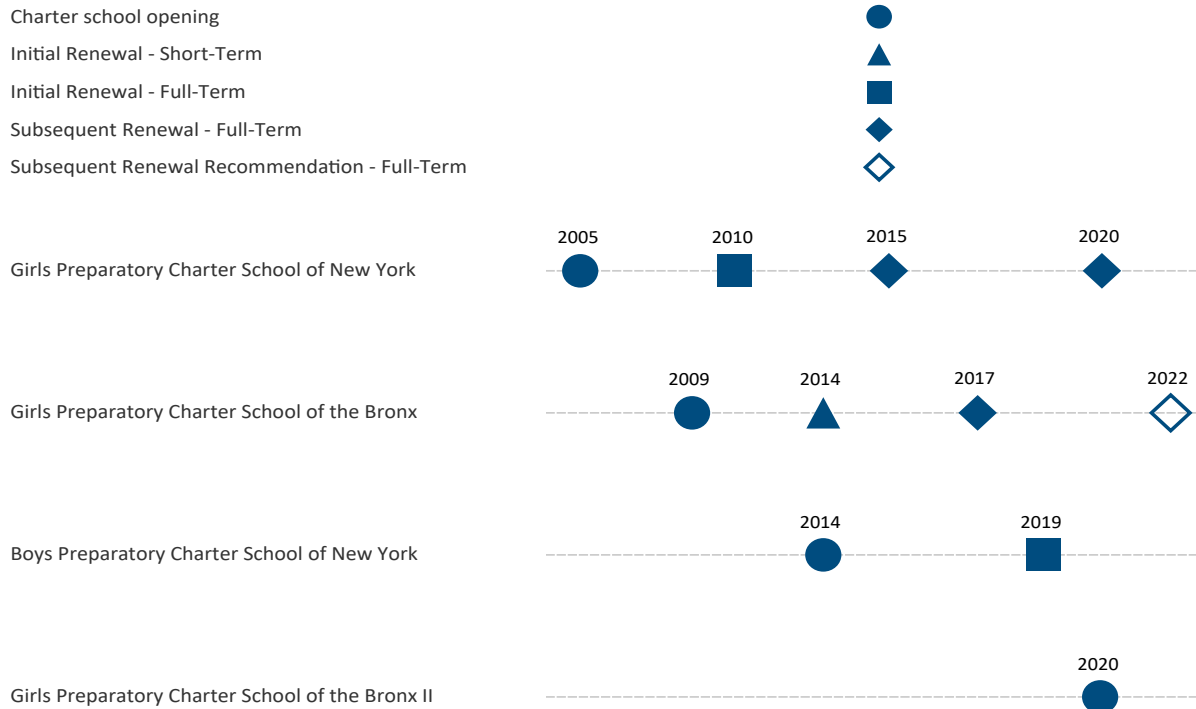 Charter school opening
Initial Renewal - Short-Term
Initial Renewal - Full-Term
Subsequent Renewal - Full-Term
Subsequent Renewal Recommendation - Full-Term
2005 2010 2015 2020
Girls Preparatory Charter School of New York
2009 2014 2017 2022
Girls Preparatory Charter School of the Bronx
2014 2019
Boys Preparatory Charter School of New York
2020
Girls Preparatory Charter School of the Bronx II